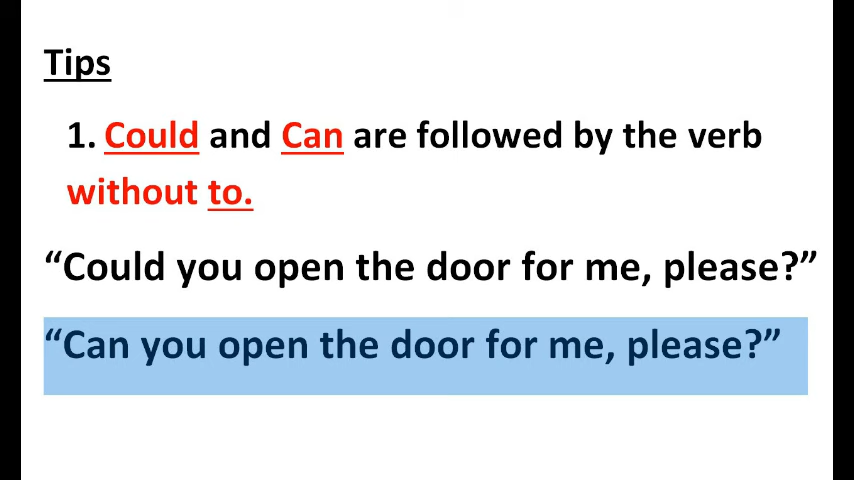 Tips
1. Could and Can are followed by the verb
without to.
“Could you open the door for me, please?”
“Can you open the door for me, please?”